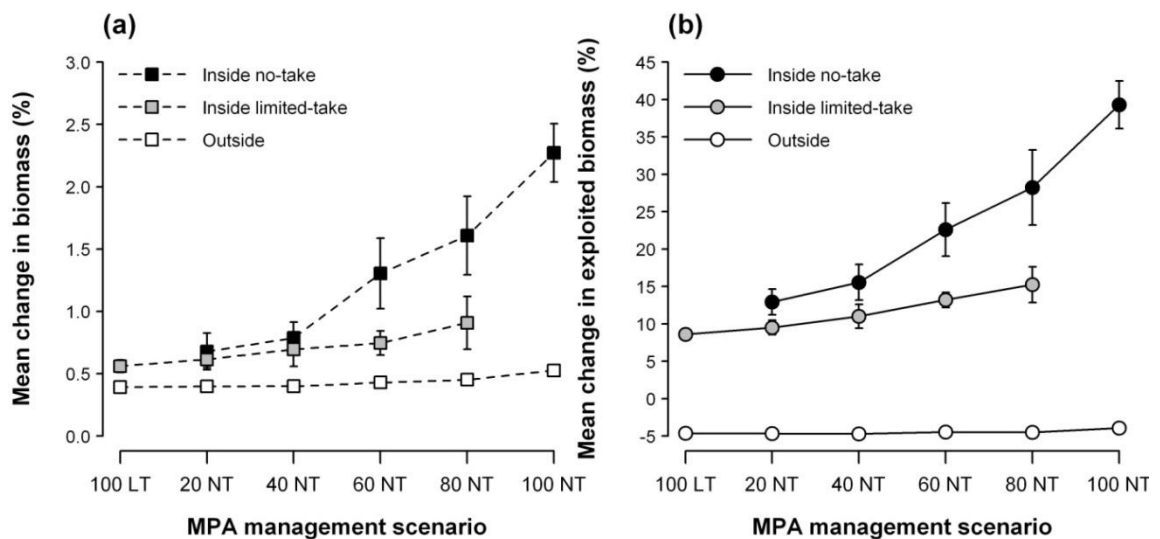 (a)
Mean change in biomass (%)
3.0
2.5
2.0
1.5
1.0
0.5
0.0
Inside no-take
Inside limited-take
Outside
100 LT 20 NT 40 NT 60 NT 80 NT 100 NT
MPA management scenario
(b)
Mean change in exploited biomass (%)
45
40
35
30
25
20
15
10
5
0
-5
Inside no-take
Inside limited-take
Outside
100 LT 20 NT 40 NT 60 NT 80 NT 100 NT
MPA management scenario